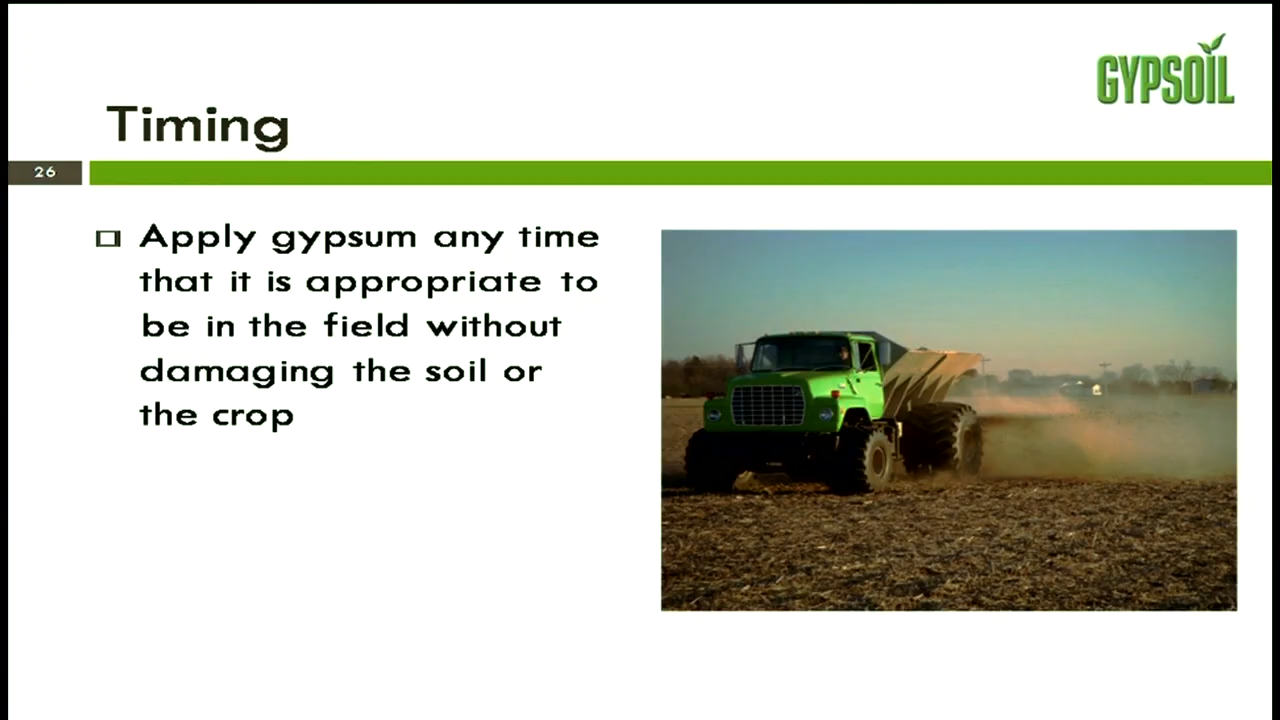 GYPSOIL
Timing
26
Apply gypsum any time
that it is appropriate to
be in the field without
damaging the soil or
the crop